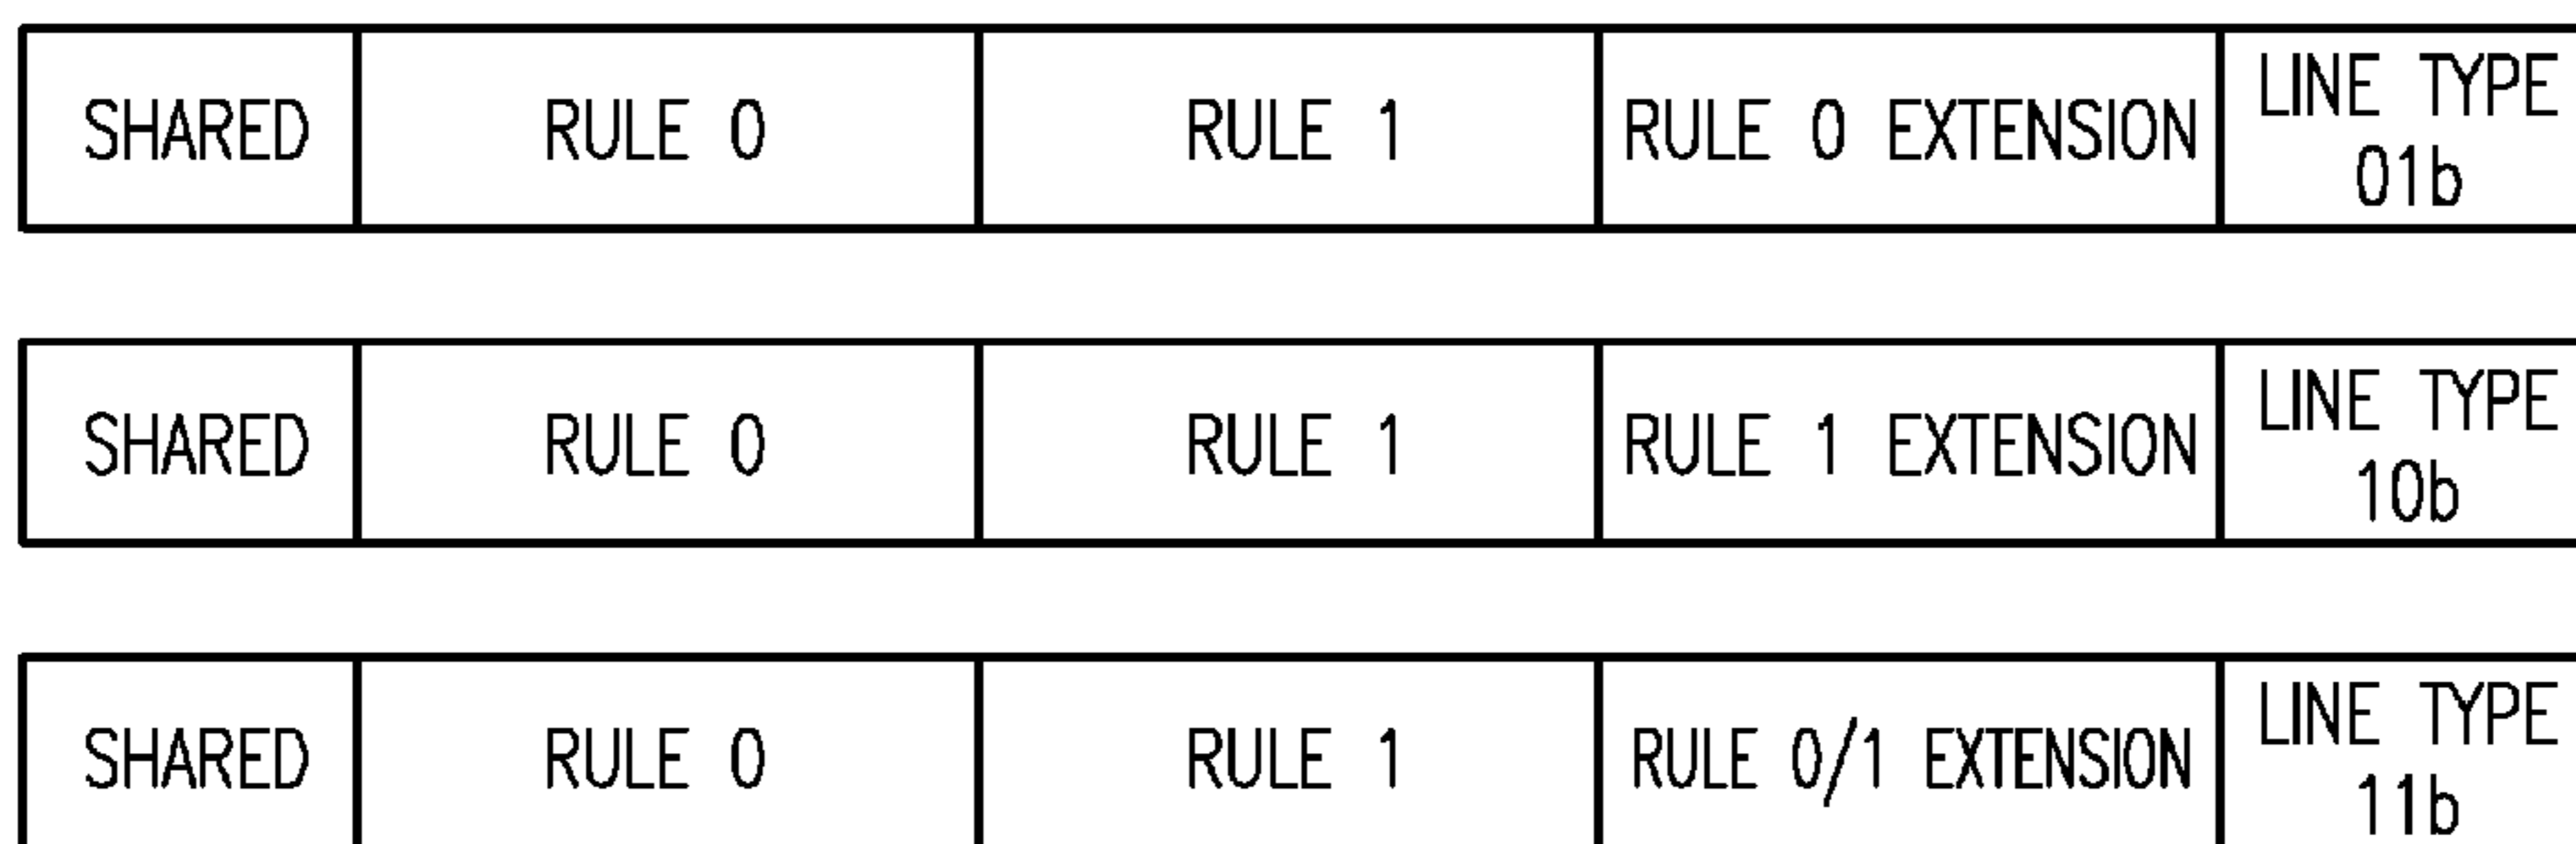 SHARED
RULE 0
RULE 1
RULE 0 EXTENSION
LINE TYPE
01b
SHARED
RULE 0
RULE 1
RULE 1 EXTENSION
LINE TYPE
10b
SHARED
RULE 0
RULE 1
RULE 0/1 EXTENSION
LINE TYPE
11b